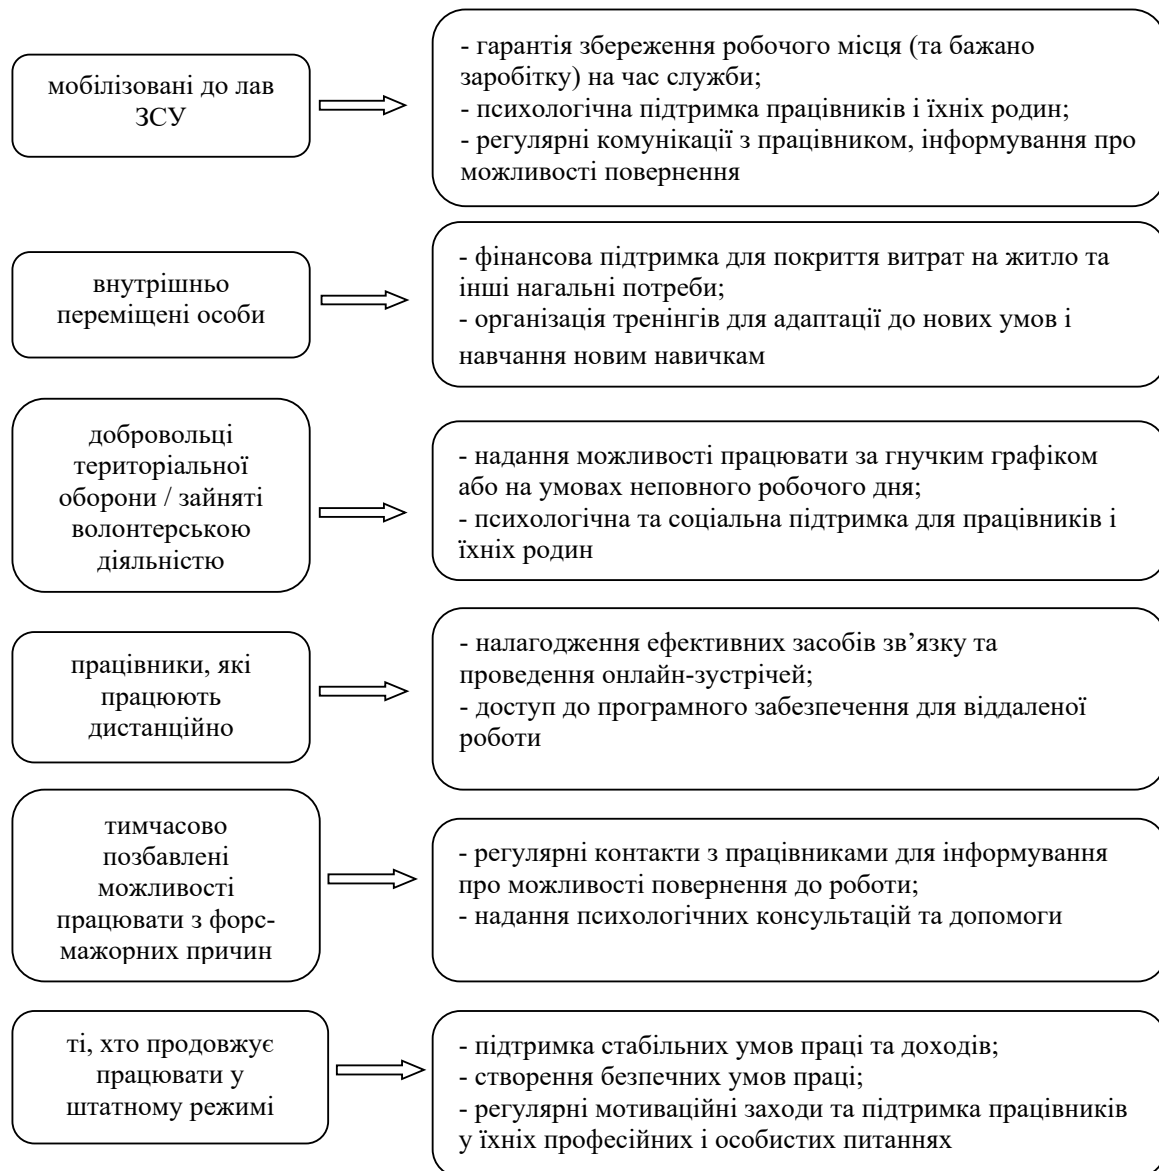 мобілізовані до лав
ЗСУ
- гарантія збереження робочого місця (та бажано
заробітку) на час служби;
- психологічна підтримка працівників і їхніх родин;
- регулярні комунікації з працівником, інформування про
можливості повернення
внутрішньо
переміщені особи
- фінансова підтримка для покриття витрат на житло та
інші нагальні потреби;
- організація тренінгів для адаптації до нових умов і
навчання новим навичкам
добровольці
територіальної
оборони / зайняті
волонтерською
діяльністю
- надання можливості працювати за гнучким графіком
або на умовах неповного робочого дня;
- психологічна та соціальна підтримка для працівників і
їхніх родин
працівники, які
працюють
дистанційно
- налагодження ефективних засобів зв’язку та
проведення онлайн-зустрічей;
- доступ до програмного забезпечення для віддаленої
роботи
тимчасово
позбавлені
можливості
працювати з форс-
мажорних причин
- регулярні контакти з працівниками для інформування
про можливості повернення до роботи;
- надання психологічних консультацій та допомоги
ті, хто продовжує
працювати у
штатному режимі
- підтримка стабільних умов праці та доходів;
- створення безпечних умов праці;
- регулярні мотиваційні заходи та підтримка працівників
у їхніх професійних і особистих питаннях